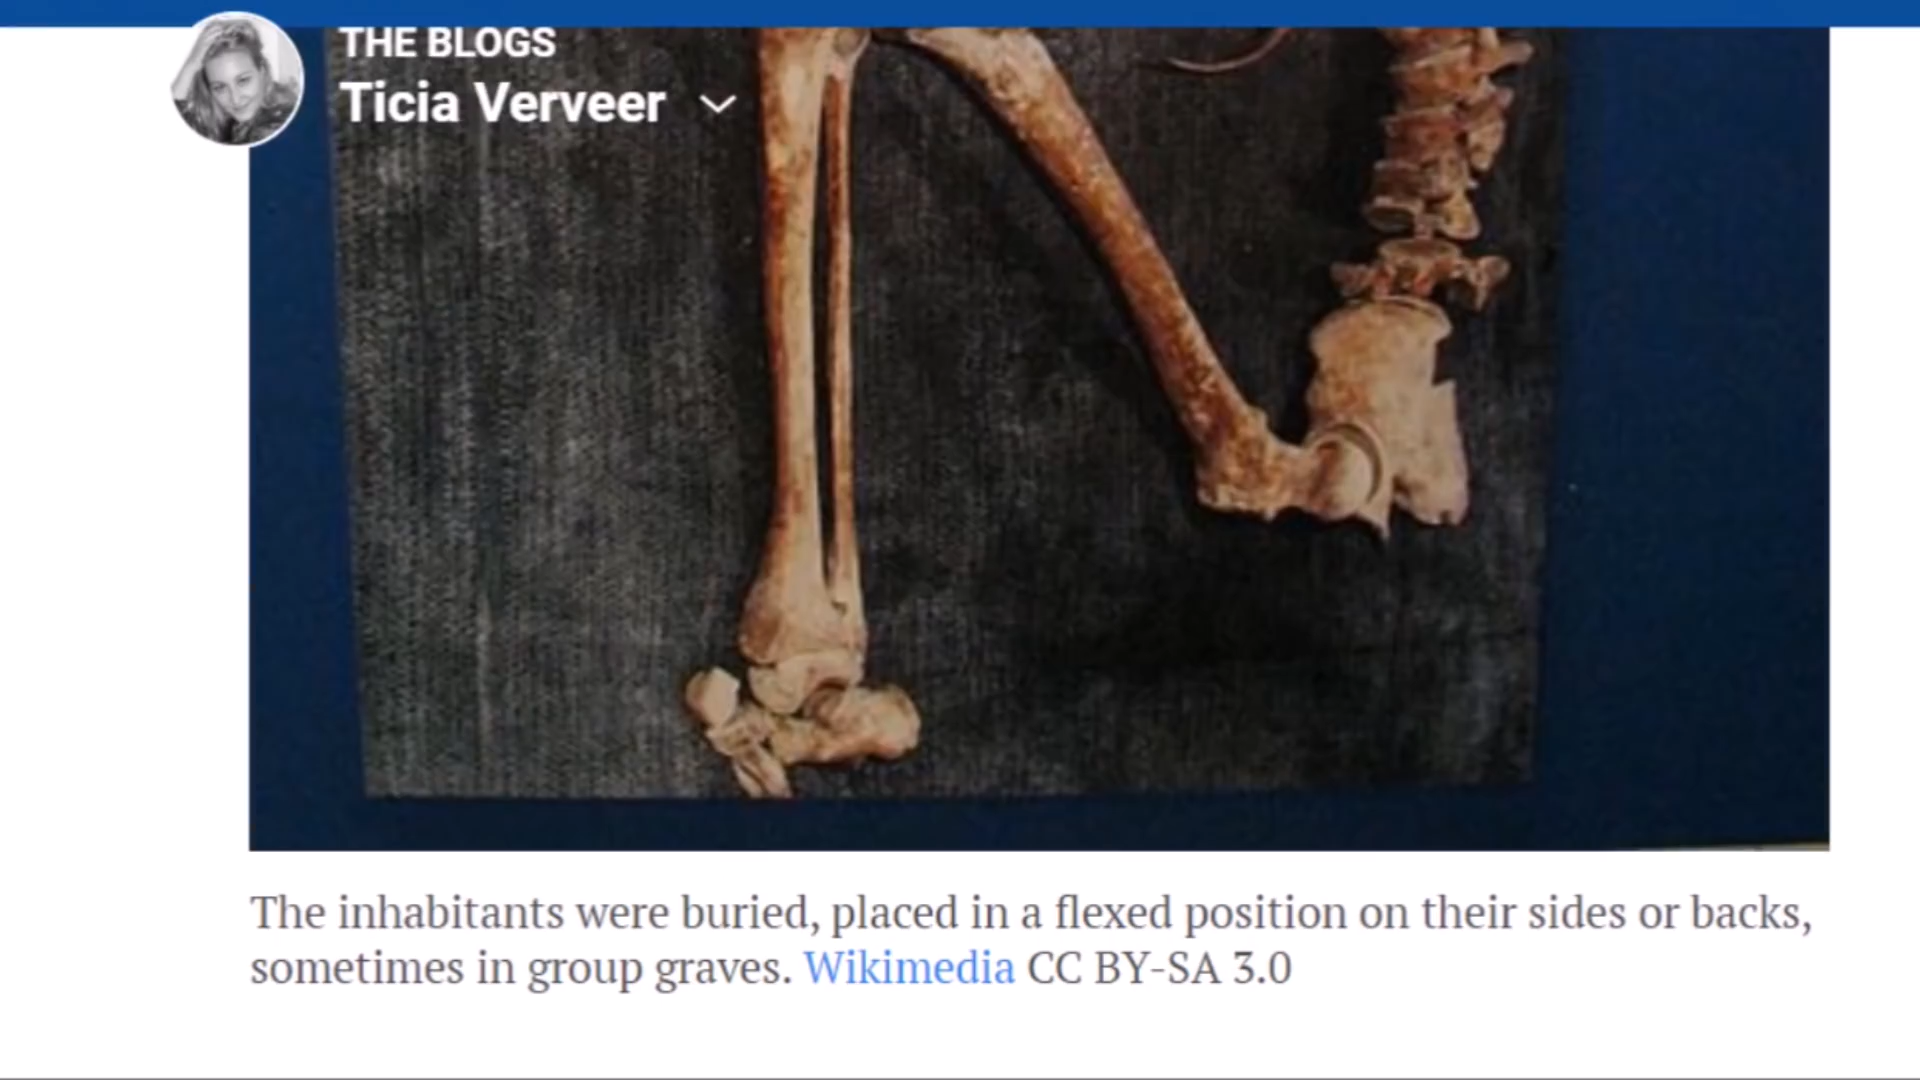 THE BLOGS
Ticia Verveer
The inhabitants were buried, placed in a flexed position on their sides or backs,
sometimes in group graves. Wikimedia CC BY-SA 3.0